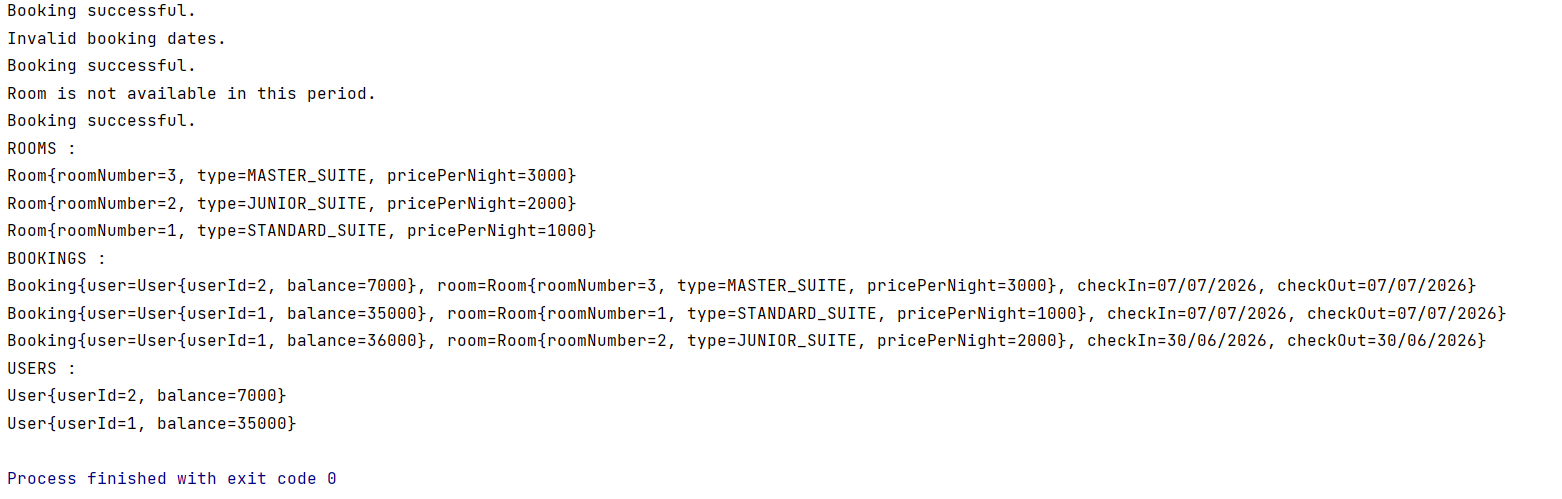 Booking successful.
Invalid booking dates.
Booking successful.
Room is not available in this period.
Booking successful.
ROOMS :
Room{roomNumber=3, type=MASTER_SUITE, pricePerNight=3000}
Room{roomNumber=2, type=JUNIOR_SUITE, pricePerNight=2000}
Room{roomNumber=1, type=STANDARD_SUITE, pricePerNight=1000}
BOOKINGS :
Booking{user=User{userId=2, balance=7000}, room=Room{roomNumber=3, type=MASTER_SUITE, pricePerNight=3000}, checkIn=07/07/2026, checkOut=07/07/2026}
Booking{user=User{userId=1, balance=35000}, room=Room{roomNumber=1, type=STANDARD_SUITE, pricePerNight=1000}, checkIn=07/07/2026, checkOut=07/07/2026}
Booking{user=User{userId=1, balance=36000}, room=Room{roomNumber=2, type=JUNIOR_SUITE, pricePerNight=2000}, checkIn=30/06/2026, checkOut=30/06/2026}
USERS :
User{userId=2, balance=7000}
User{userId=1, balance=35000}
Process finished with exit code 0